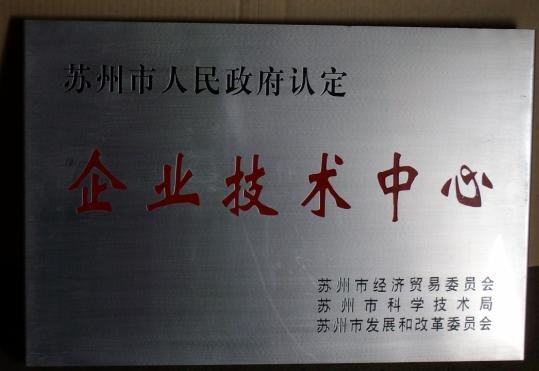 苏州市人民政府认定
企业技术中心
苏州市经济贸易委员会
苏州市科学技术局
苏州市发展和改革委员会